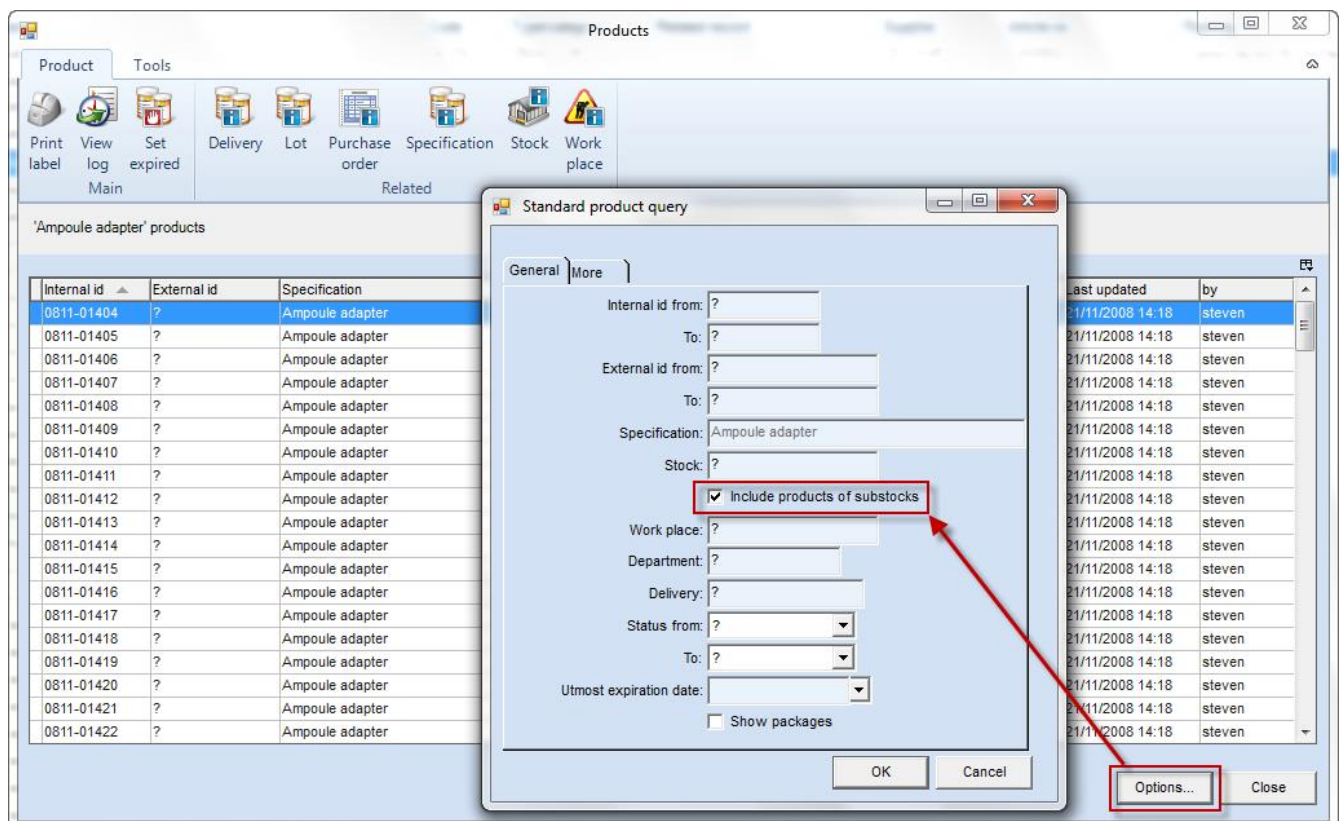 Products
Product Tools
Print label View log Set expired Delivery Lot Purchase order Specification Stock Work place
Main Related
'Ampoule adapter' products
Internal id External id Specification Last updated by
0811-01404 ? Ampoule adapter 21/11/2008 14:18 steven
0811-01405 ? Ampoule adapter 21/11/2008 14:18 steven
0811-01406 ? Ampoule adapter 21/11/2008 14:18 steven
0811-01407 ? Ampoule adapter 21/11/2008 14:18 steven
0811-01408 ? Ampoule adapter 21/11/2008 14:18 steven
0811-01409 ? Ampoule adapter 21/11/2008 14:18 steven
0811-01410 ? Ampoule adapter 21/11/2008 14:18 steven
0811-01411 ? Ampoule adapter 21/11/2008 14:18 steven
0811-01412 ? Ampoule adapter 21/11/2008 14:18 steven
0811-01413 ? Ampoule adapter 21/11/2008 14:18 steven
0811-01414 ? Ampoule adapter 21/11/2008 14:18 steven
0811-01415 ? Ampoule adapter 21/11/2008 14:18 steven
0811-01416 ? Ampoule adapter 21/11/2008 14:18 steven
0811-01417 ? Ampoule adapter 21/11/2008 14:18 steven
0811-01418 ? Ampoule adapter 21/11/2008 14:18 steven
0811-01419 ? Ampoule adapter 21/11/2008 14:18 steven
0811-01420 ? Ampoule adapter 21/11/2008 14:18 steven
0811-01421 ? Ampoule adapter 21/11/2008 14:18 steven
0811-01422 ? Ampoule adapter 21/11/2008 14:18 steven
Options... Close
Standard product query
General More
Internal id from: ?
To: ?
External id from: ?
To: ?
Specification: Ampoule adapter
Stock: ?
Include products of substocks
Work place: ?
Department: ?
Delivery: ?
Status from: ?
To: ?
Utmost expiration date:
Show packages
OK Cancel